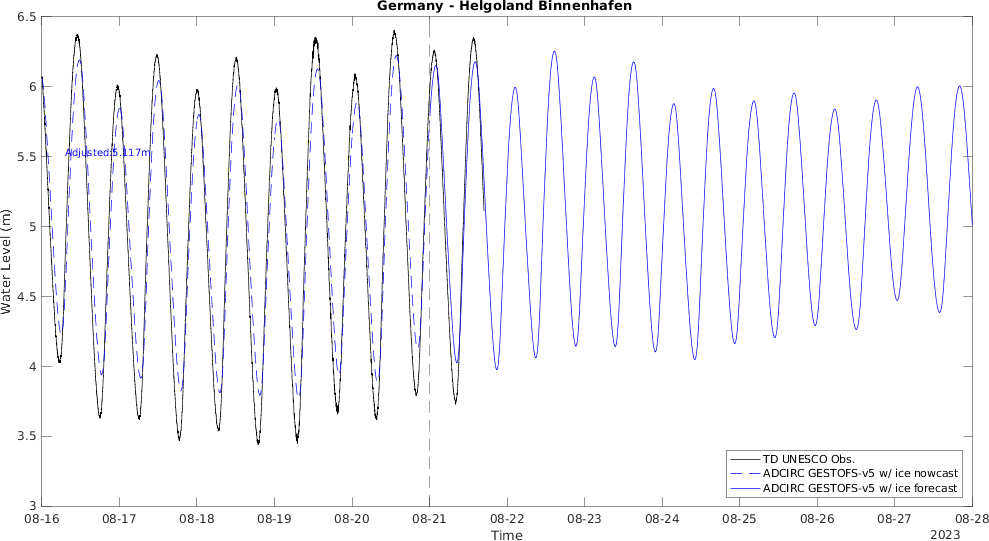 Germany - Helgoland Binnenhafen
6.5
6
5.5
5
4.5
4
3.5
3
Water Level (m)
Adjusted:5.117m
TD UNESCO Obs.
ADCIRC GESTOFS-v5 w/ ice nowcast
ADCIRC GESTOFS-v5 w/ ice forecast
08-16 08-17 08-18 08-19 08-20 08-21 08-22 08-23 08-24 08-25 08-26 08-27 08-28
Time
2023